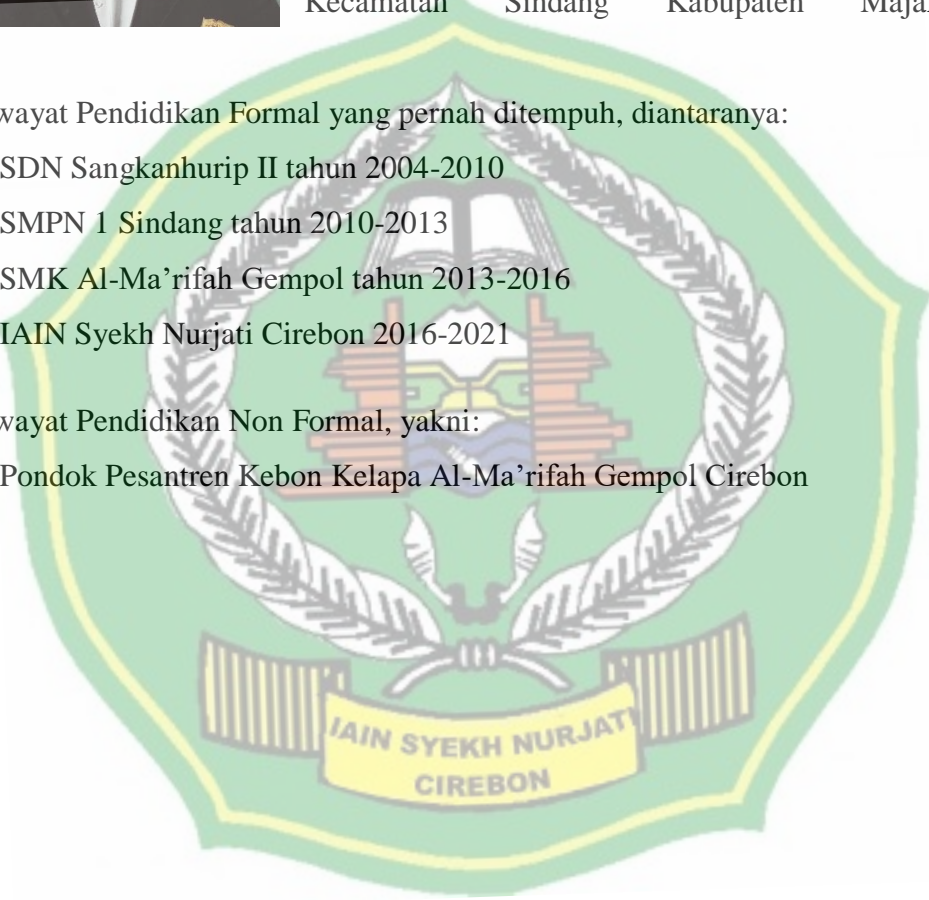 Kecamatan Sindang Kabupaten
wayat Pendidikan Formal yang pernah ditempuh, diantaranya:
SDN Sangkanhurip II tahun 2004-2010
SMPN 1 Sindang tahun 2010-2013
SMK Al-Ma’rifah Gempol tahun 2013-2016
IAIN Syekh Nurjati Cirebon 2016-2021
wayat Pendidikan Non Formal, yakni:
Pondok Pesantren Kebon Kelapa Al-Ma’rifah Gempol Cirebon
IAIN SYEKH NURJATI
CIREBON